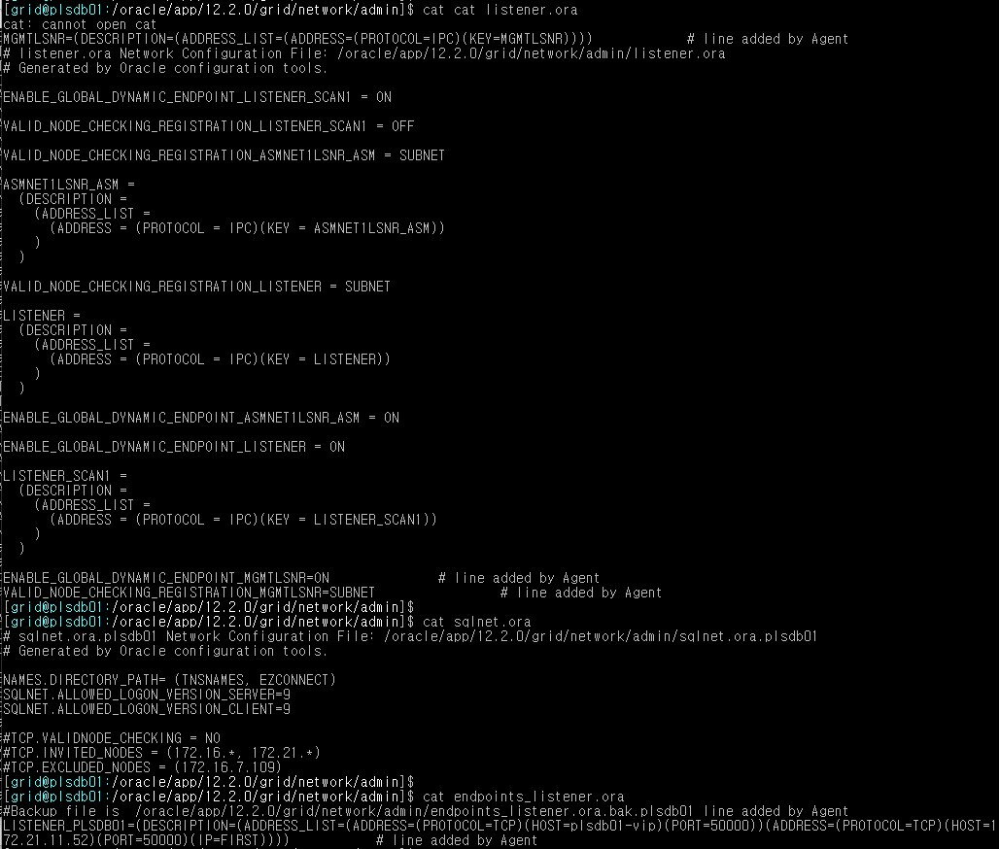 [grid@plsdb01:/oracle/app/12.2.0/grid/network/admin]$ cat cat listener.ora
cat: cannot open cat
MGMTLSNR=(DESCRIPTION=(ADDRESS_LIST=(ADDRESS=(PROTOCOL=IPC)(KEY=MGMTLSNR))))            # line added by Agent
# listener.ora Network Configuration File: /oracle/app/12.2.0/grid/network/admin/listener.ora
# Generated by Oracle configuration tools.

ENABLE_GLOBAL_DYNAMIC_ENDPOINT_LISTENER_SCAN1 = ON

VALID_NODE_CHECKING_REGISTRATION_LISTENER_SCAN1 = OFF

VALID_NODE_CHECKING_REGISTRATION_ASMNET1LSNR_ASM = SUBNET

ASMNET1LSNR_ASM =
  (DESCRIPTION =
    (ADDRESS_LIST =
      (ADDRESS = (PROTOCOL = IPC)(KEY = ASMNET1LSNR_ASM))
    )
  )

VALID_NODE_CHECKING_REGISTRATION_LISTENER = SUBNET

LISTENER =
  (DESCRIPTION =
    (ADDRESS_LIST =
      (ADDRESS = (PROTOCOL = IPC)(KEY = LISTENER))
    )
  )

ENABLE_GLOBAL_DYNAMIC_ENDPOINT_ASMNET1LSNR_ASM = ON

ENABLE_GLOBAL_DYNAMIC_ENDPOINT_LISTENER = ON

LISTENER_SCAN1 =
  (DESCRIPTION =
    (ADDRESS_LIST =
      (ADDRESS = (PROTOCOL = IPC)(KEY = LISTENER_SCAN1))
    )
  )

ENABLE_GLOBAL_DYNAMIC_ENDPOINT_MGMTLSNR=ON              # line added by Agent
VALID_NODE_CHECKING_REGISTRATION_MGMTLSNR=SUBNET                # line added by Agent
[grid@plsdb01:/oracle/app/12.2.0/grid/network/admin]$
[grid@plsdb01:/oracle/app/12.2.0/grid/network/admin]$ cat sqlnet.ora
# sqlnet.ora.plsdb01 Network Configuration File: /oracle/app/12.2.0/grid/network/admin/sqlnet.ora.plsdb01
# Generated by Oracle configuration tools.

NAMES.DIRECTORY_PATH= (TNSNAMES, EZCONNECT)
SQLNET.ALLOWED_LOGON_VERSION_SERVER=9
SQLNET.ALLOWED_LOGON_VERSION_CLIENT=9

#TCP.VALIDNODE_CHECKING = NO
#TCP.INVITED_NODES = (172.16.*, 172.21.*)
#TCP.EXCLUDED_NODES = (172.16.7.109)
[grid@plsdb01:/oracle/app/12.2.0/grid/network/admin]$
[grid@plsdb01:/oracle/app/12.2.0/grid/network/admin]$ cat endpoints_listener.ora
#Backup file is  /oracle/app/12.2.0/grid/network/admin/endpoints_listener.ora.bak.plsdb01 line added by Agent
LISTENER_PLSDB01=(DESCRIPTION=(ADDRESS_LIST=(ADDRESS=(PROTOCOL=TCP)(HOST=plsdb01-vip)(PORT=50000))(ADDRESS=(PROTOCOL=TCP)(HOST=1
72.21.11.52)(PORT=50000)(IP=FIRST))))           # line added by Agent